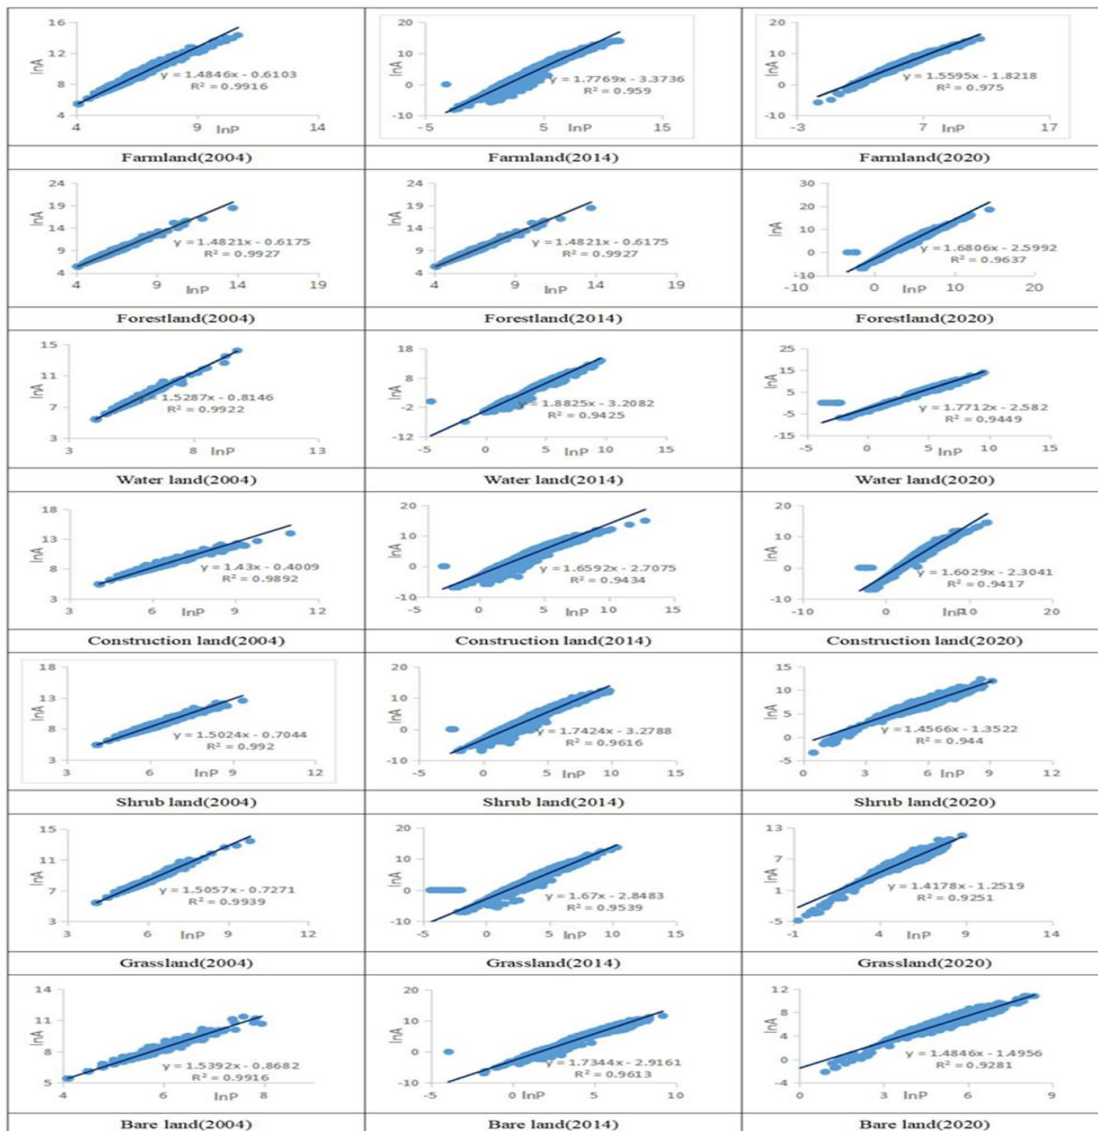 16
12
8
4
lnA
y = 1.4846x - 0.6103
R² = 0.9916
4 9 14
lnP
Farmland(2004)
20
10
0
-10
lnA
y = 1.7769x - 3.3736
R² = 0.959
-5 5 15
lnP
Farmland(2014)
20
10
0
-10
lnA
y = 1.5595x - 1.8218
R² = 0.975
-3 7 17
lnP
Farmland(2020)
24
19
14
9
4
lnA
y = 1.4821x - 0.6175
R² = 0.9927
4 9 14 19
lnP
Forestland(2004)
24
19
14
9
4
lnA
y = 1.4821x - 0.6175
R² = 0.9927
4 9 14 19
lnP
Forestland(2014)
30
20
10
0
-10
lnA
y = 1.6806x - 2.5992
R² = 0.9637
-10 0 10 20
lnP
Forestland(2020)
15
11
7
3
lnA
y = 1.5287x - 0.8146
R² = 0.9922
3 8 13
lnP
Water land(2004)
18
8
-2
-12
lnA
y = 1.8825x - 3.2082
R² = 0.9425
-5 0 5 10 15
lnP
Water land(2014)
25
15
5
-5
-15
lnA
y = 1.7712x - 2.582
R² = 0.9449
-5 0 5 10 15
lnP
Water land(2020)
18
13
8
3
lnA
y = 1.43x - 0.4009
R² = 0.9892
3 6 9 12
lnP
Construction land(2004)
20
10
0
-10
lnA
y = 1.6592x - 2.7075
R² = 0.9434
-5 0 5 10 15
lnP
Construction land(2014)
20
10
0
-10
lnA
y = 1.6029x - 2.3041
R² = 0.9417
-10 0 10 20
lnP
Construction land(2020)
18
13
8
3
lnA
y = 1.5024x - 0.7044
R² = 0.992
3 6 9 12
lnP
Shrub land(2004)
20
10
0
-10
lnA
y = 1.7424x - 3.2788
R² = 0.9616
-5 0 5 10 15
lnP
Shrub land(2014)
15
10
5
0
-5
lnA
y = 1.4566x - 1.3522
R² = 0.944
0 3 6 9 12
lnP
Shrub land(2020)
15
11
7
3
lnA
y = 1.5057x - 0.7271
R² = 0.9939
3 6 9 12
lnP
Grassland(2004)
20
10
0
-10
lnA
y = 1.67x - 2.8483
R² = 0.9539
-5 0 5 10 15
lnP
Grassland(2014)
13
7
1
-5
lnA
y = 1.4178x - 1.2519
R² = 0.9251
-1 4 9 14
lnP
Grassland(2020)
14
11
8
5
lnA
y = 1.5392x - 0.8682
R² = 0.9916
4 6 8
lnP
Bare land(2004)
20
10
0
-10
lnA
y = 1.7344x - 2.9161
R² = 0.9613
-5 0 5 10
lnP
Bare land(2014)
12
8
4
0
-4
lnA
y = 1.4846x - 1.4956
R² = 0.9281
0 3 6 9
lnP
Bare land(2020)